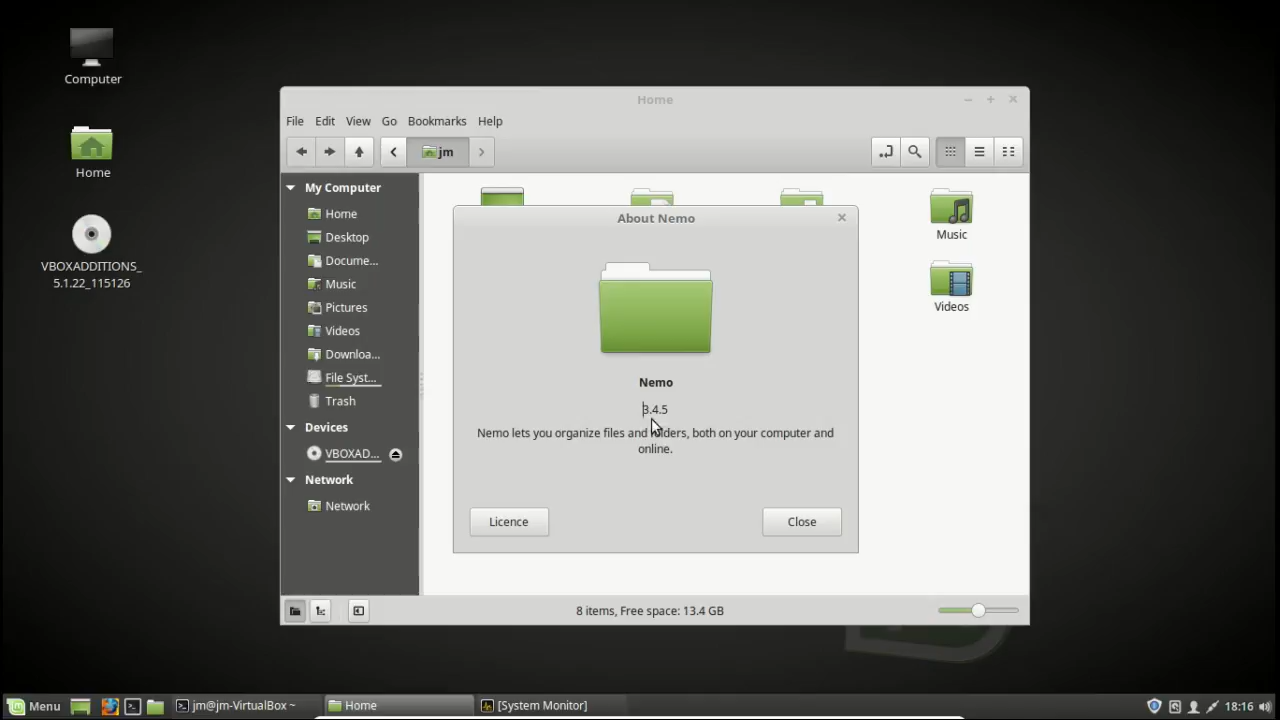 Computer
Home
VBOXADDITIONS_
5.1.22_115126
Home
File Edit View Go Bookmarks Help
jm
My Computer
Home
Desktop
Docume...
Music
Pictures
Videos
Downloa...
File Syst...
Trash
Devices
VBOXAD...
Network
Network
Music
Videos
About Nemo
Nemo
3.4.5
Nemo lets you organize files and folders, both on your computer and
online.
Licence
Close
8 items, Free space: 13.4 GB
Menu
jm@jm-VirtualBox ~
Home
[System Monitor]
18:16